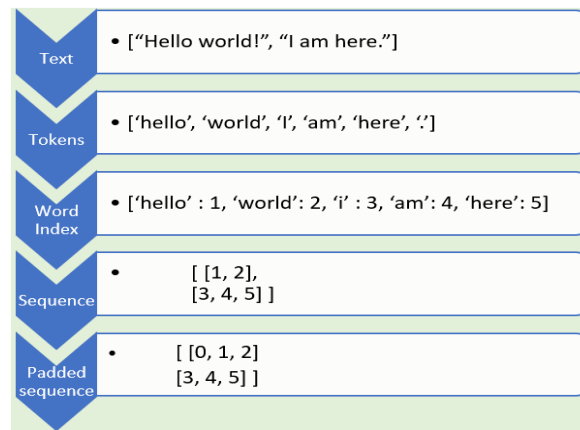 Text
• [“Hello world!”, “I am here.”]
Tokens
• [‘hello’, ‘world’, ‘I’, ‘am’, ‘here’, ‘.’]
Word
Index
• [‘hello’ : 1, ‘world’: 2, ‘i’ : 3, ‘am’: 4, ‘here’: 5]
Sequence
• [ [1, 2],
[3, 4, 5] ]
Padded
sequence
• [ [0, 1, 2]
[3, 4, 5] ]